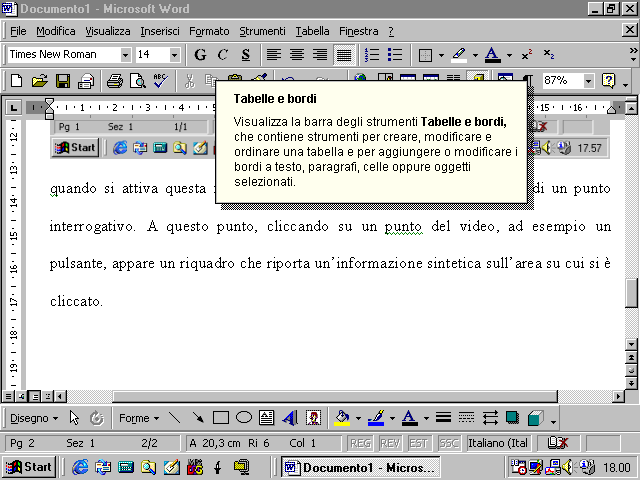 Documento1 - Microsoft Word
File Modifica Visualizza Inserisci Formato Strumenti Tabella Finestra ?
Times New Roman 14 G C S
ABC 87%
Tabelle e bordi
Visualizza la barra degli strumenti Tabelle e bordi,
che contiene strumenti per creare, modificare e
ordinare una tabella e per aggiungere o modificare i
bordi a testo, paragrafi, celle oppure oggetti
selezionati.
Pg 1 Sez 1 1/1
Start 17.57
quando si attiva questa di un punto
interrogativo. A questo punto, cliccando su un punto del video, ad esempio un
pulsante, appare un riquadro che riporta un'informazione sintetica sull'area su cui si è
cliccato.
Disegno Forme
Pg 2 Sez 1 2/2 A 20,3 cm Ri 6 Col 1 REG REV EST SSC Italiano (Ital
Start Documento1 - Micros... 18.00